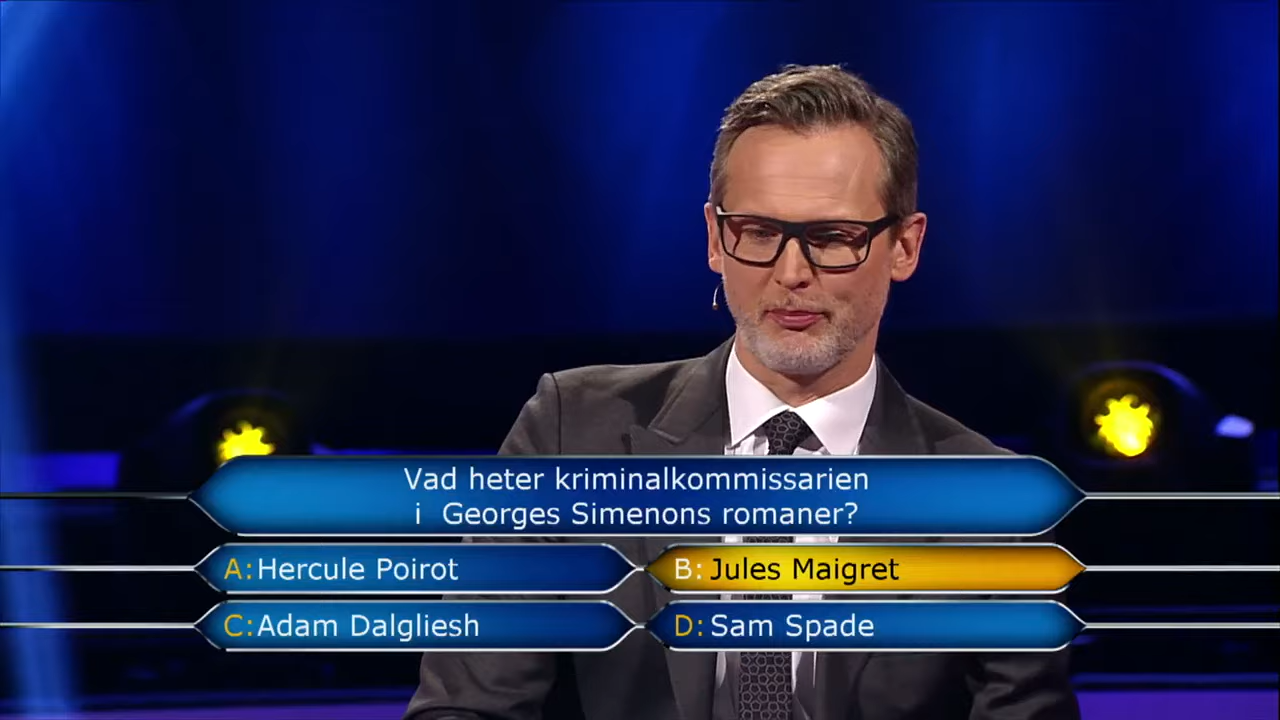 Vad heter kriminalkommissarien
i Georges Simenons romaner?
A: Hercule Poirot
B: Jules Maigret
C: Adam Dalgliesh
D: Sam Spade